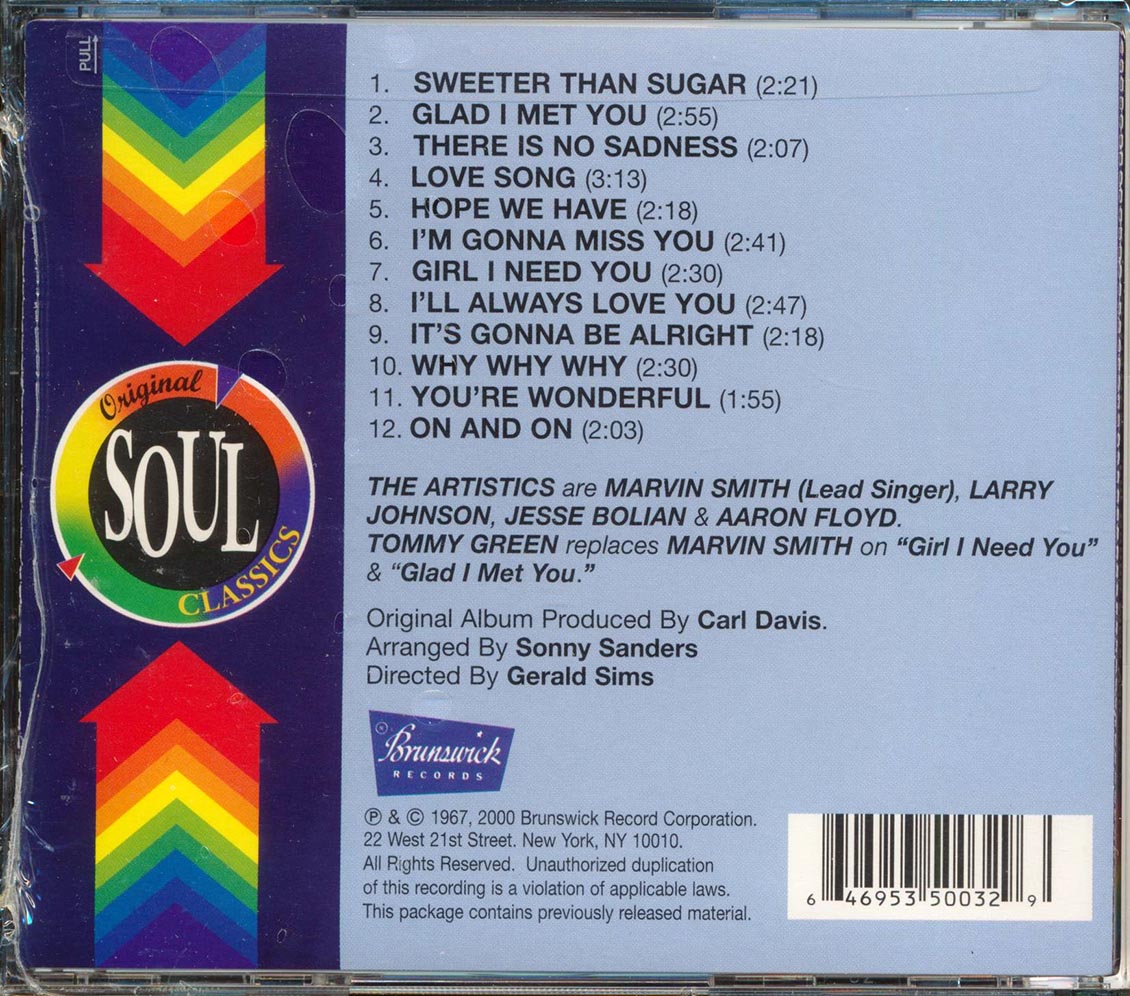 PULL
1. SWEETER THAN SUGAR (2:21)
2. GLAD I MET YOU (2:55)
3. THERE IS NO SADNESS (2:07)
4. LOVE SONG (3:13)
5. HOPE WE HAVE (2:18)
6. I'M GONNA MISS YOU (2:41)
7. GIRL I NEED YOU (2:30)
8. I'LL ALWAYS LOVE YOU (2:47)
9. IT'S GONNA BE ALRIGHT (2:18)
10. WHY WHY WHY (2:30)
11. YOU'RE WONDERFUL (1:55)
12. ON AND ON (2:03)
Original
SOUL
CLASSICS
THE ARTISTICS are MARVIN SMITH (Lead Singer), LARRY
JOHNSON, JESSE BOLIAN & AARON FLOYD.
TOMMY GREEN replaces MARVIN SMITH on “Girl I Need You”
& “Glad I Met You.”
Original Album Produced By Carl Davis.
Arranged By Sonny Sanders
Directed By Gerald Sims
® Brunswick
RECORDS
℗ & © 1967, 2000 Brunswick Record Corporation.
22 West 21st Street. New York, NY 10010.
All Rights Reserved. Unauthorized duplication
of this recording is a violation of applicable laws.
This package contains previously released material.
6 46953 50032 9